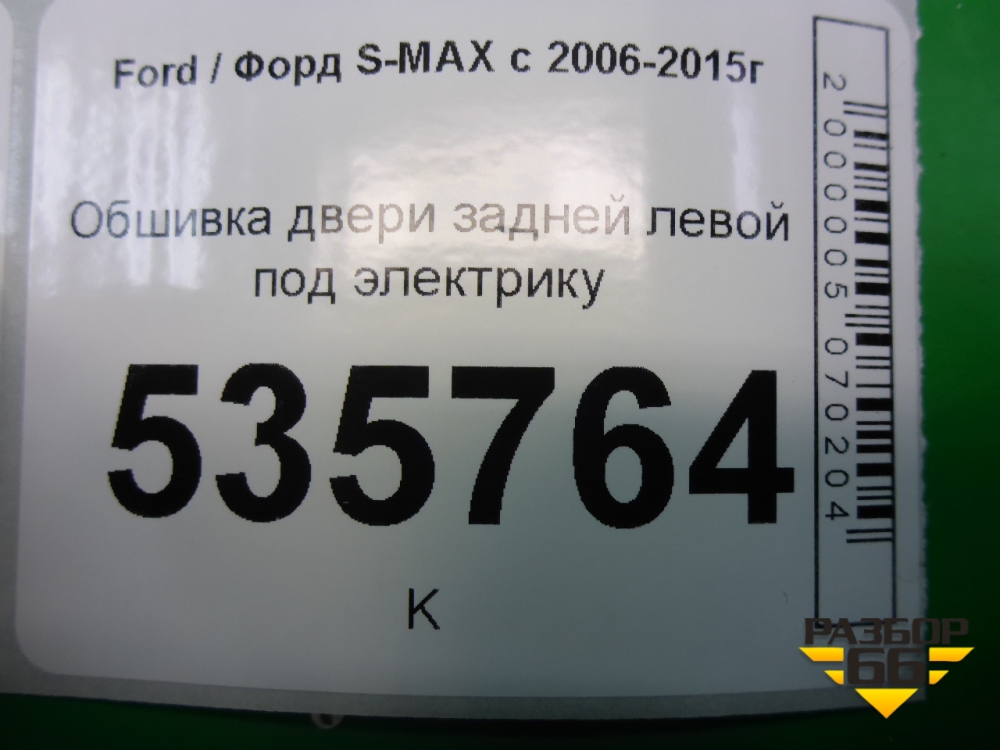 Ford / Форд S-MAX с 2006-2015г
Обшивка двери задней левой
под электрику
535764
К
2000005070204
РАЗБОР
66